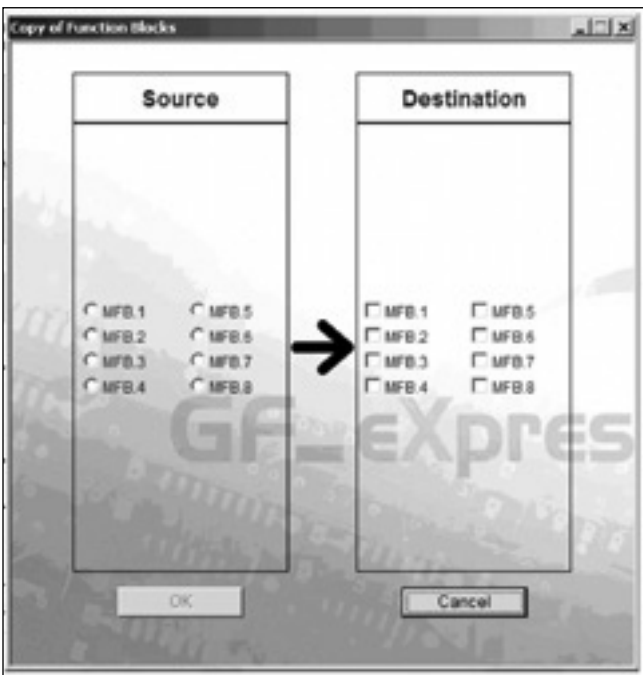 Copy of Function Blocks
Source
Destination
MFB.1 MFB.5
MFB.2 MFB.6
MFB.3 MFB.7
MFB.4 MFB.8
MFB.1 MFB.5
MFB.2 MFB.6
MFB.3 MFB.7
MFB.4 MFB.8
GF_eXpres
OK
Cancel